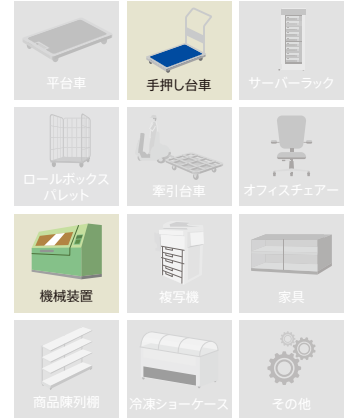 平台車
手押し台車
サーバーラック
ロールボックス
パレット
牽引台車
オフィスチェアー
機械装置
複写機
家具
商品陳列棚
冷凍ショーケース
その他